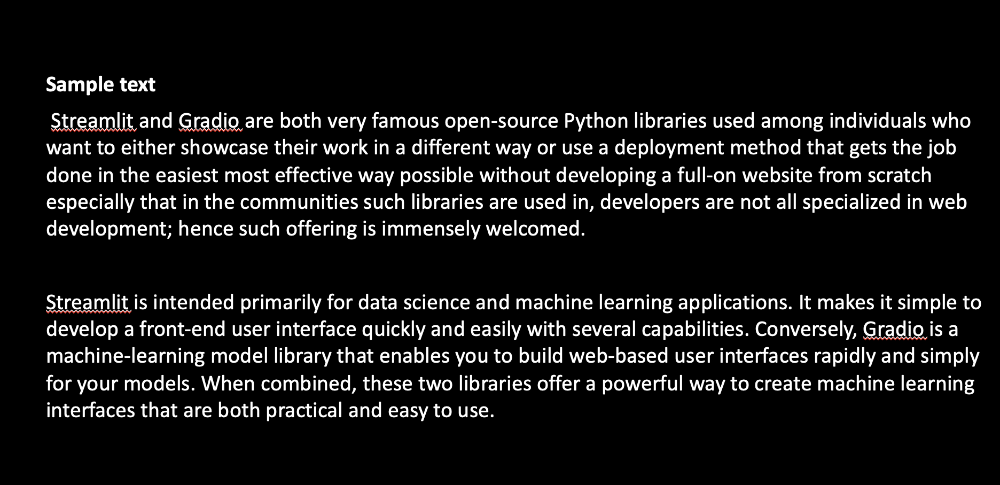 Sample text
Streamlit and Gradio are both very famous open-source Python libraries used among individuals who
want to either showcase their work in a different way or use a deployment method that gets the job
done in the easiest most effective way possible without developing a full-on website from scratch
especially that in the communities such libraries are used in, developers are not all specialized in web
development; hence such offering is immensely welcomed.
Streamlit is intended primarily for data science and machine learning applications. It makes it simple to
develop a front-end user interface quickly and easily with several capabilities. Conversely, Gradio is a
machine-learning model library that enables you to build web-based user interfaces rapidly and simply
for your models. When combined, these two libraries offer a powerful way to create machine learning
interfaces that are both practical and easy to use.